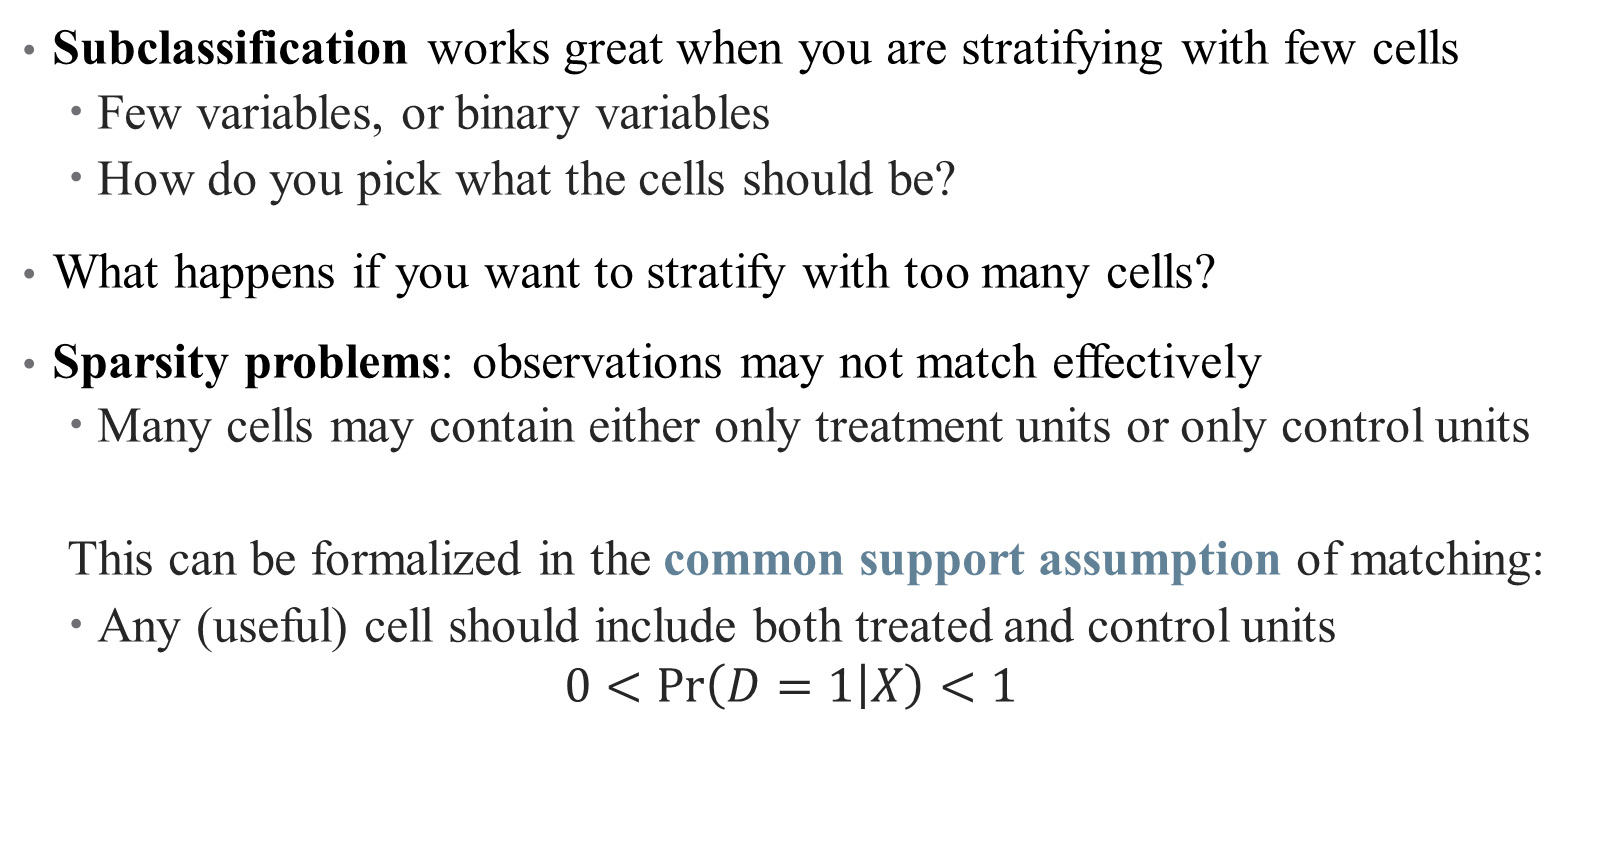 • Subclassification works great when you are stratifying with few cells
• Few variables, or binary variables
• How do you pick what the cells should be?
• What happens if you want to stratify with too many cells?
• Sparsity problems: observations may not match effectively
• Many cells may contain either only treatment units or only control units
This can be formalized in the common support assumption of matching:
• Any (useful) cell should include both treated and control units
0 < Pr(𝐷 = 1|𝑋) < 1